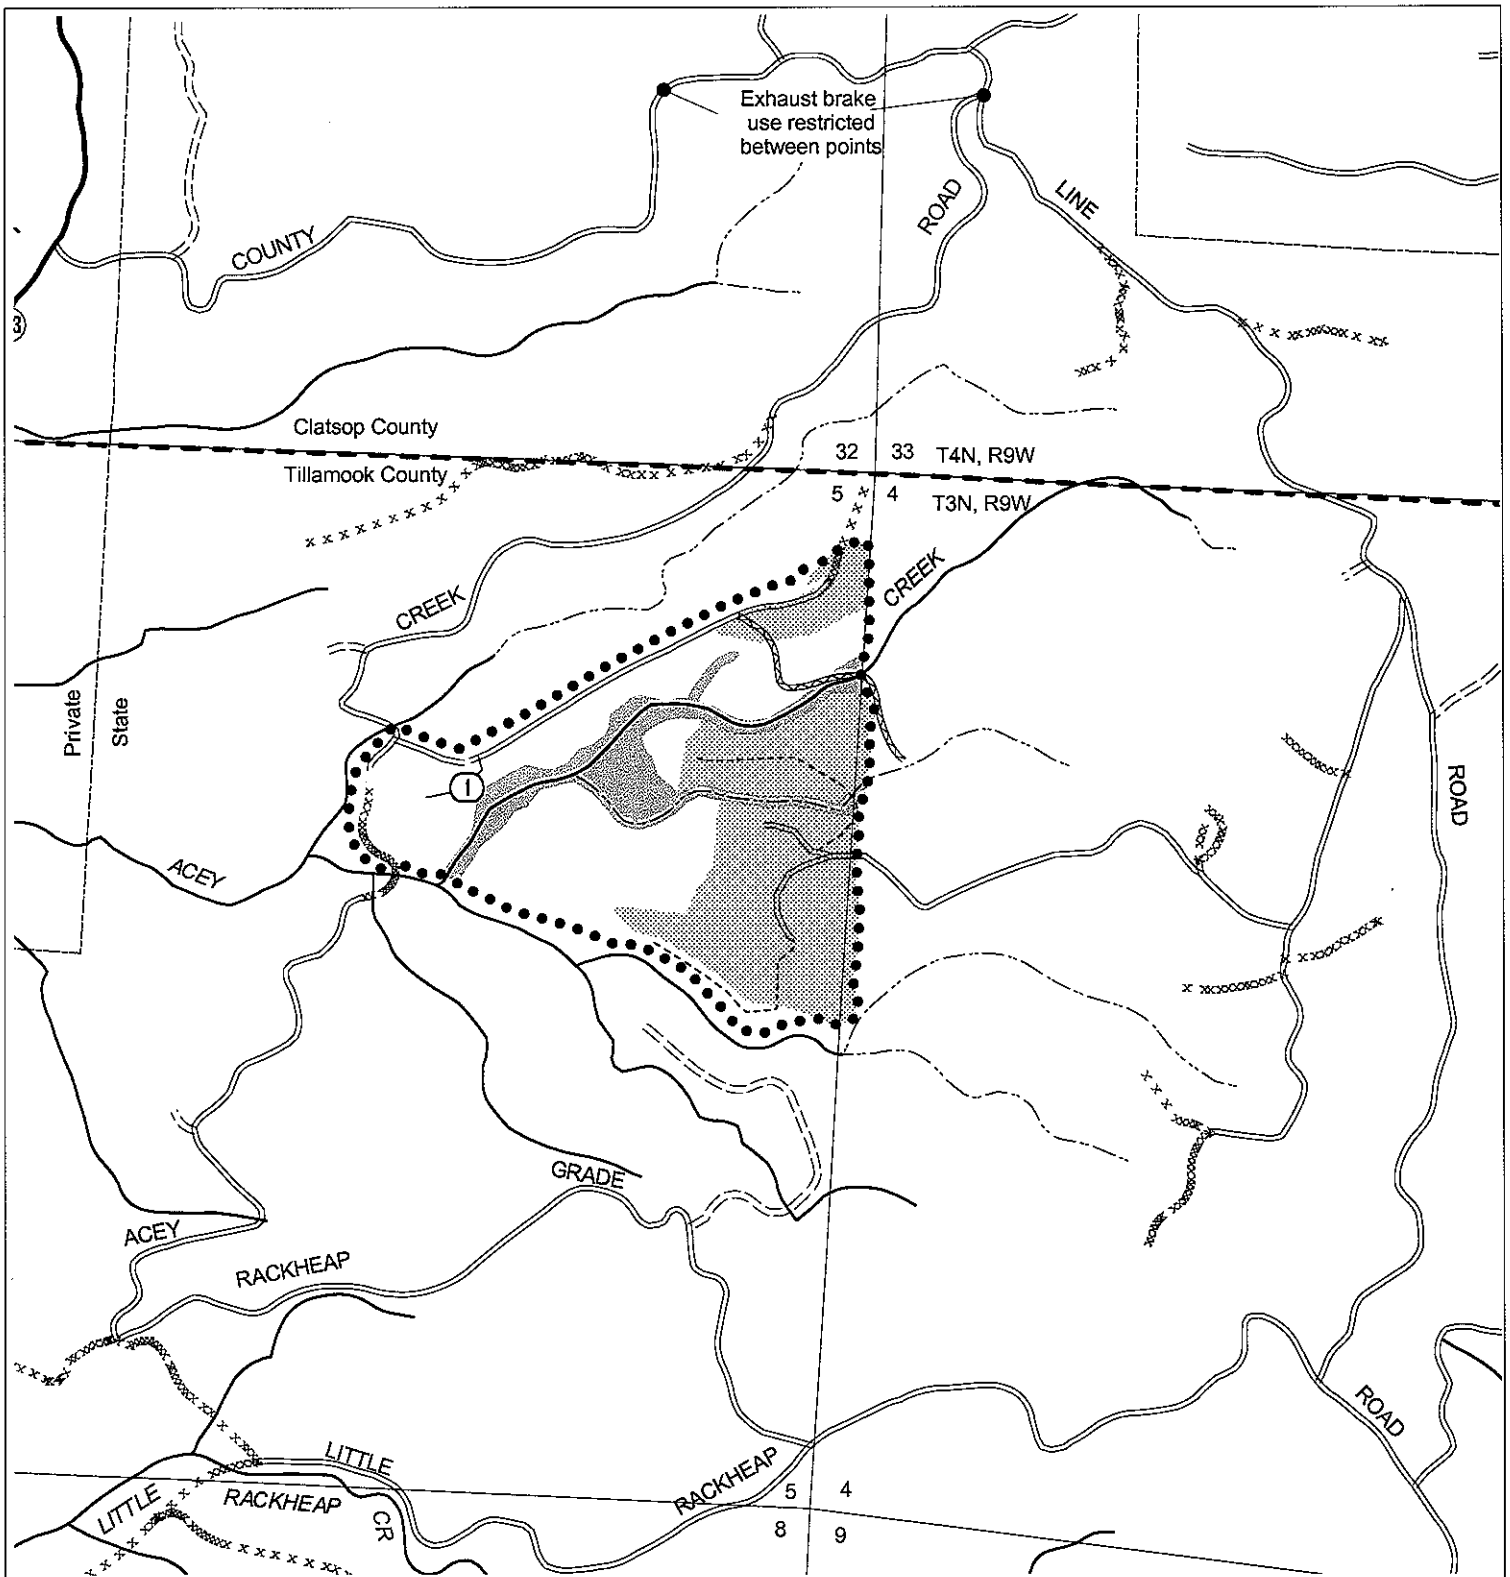 Exhaust brake
use restricted
between points
ROAD
LINE
COUNTY
3
Clatsop County
Tillamook County
32 33 T4N, R9W
5 4 T3N, R9W
CREEK
CREEK
Private
State
1
ROAD
ACEY
GRADE
ACEY
RACKHEAP
ROAD
LITTLE
RACKHEAP
5 4
8 9
LITTLE
RACKHEAP
CR